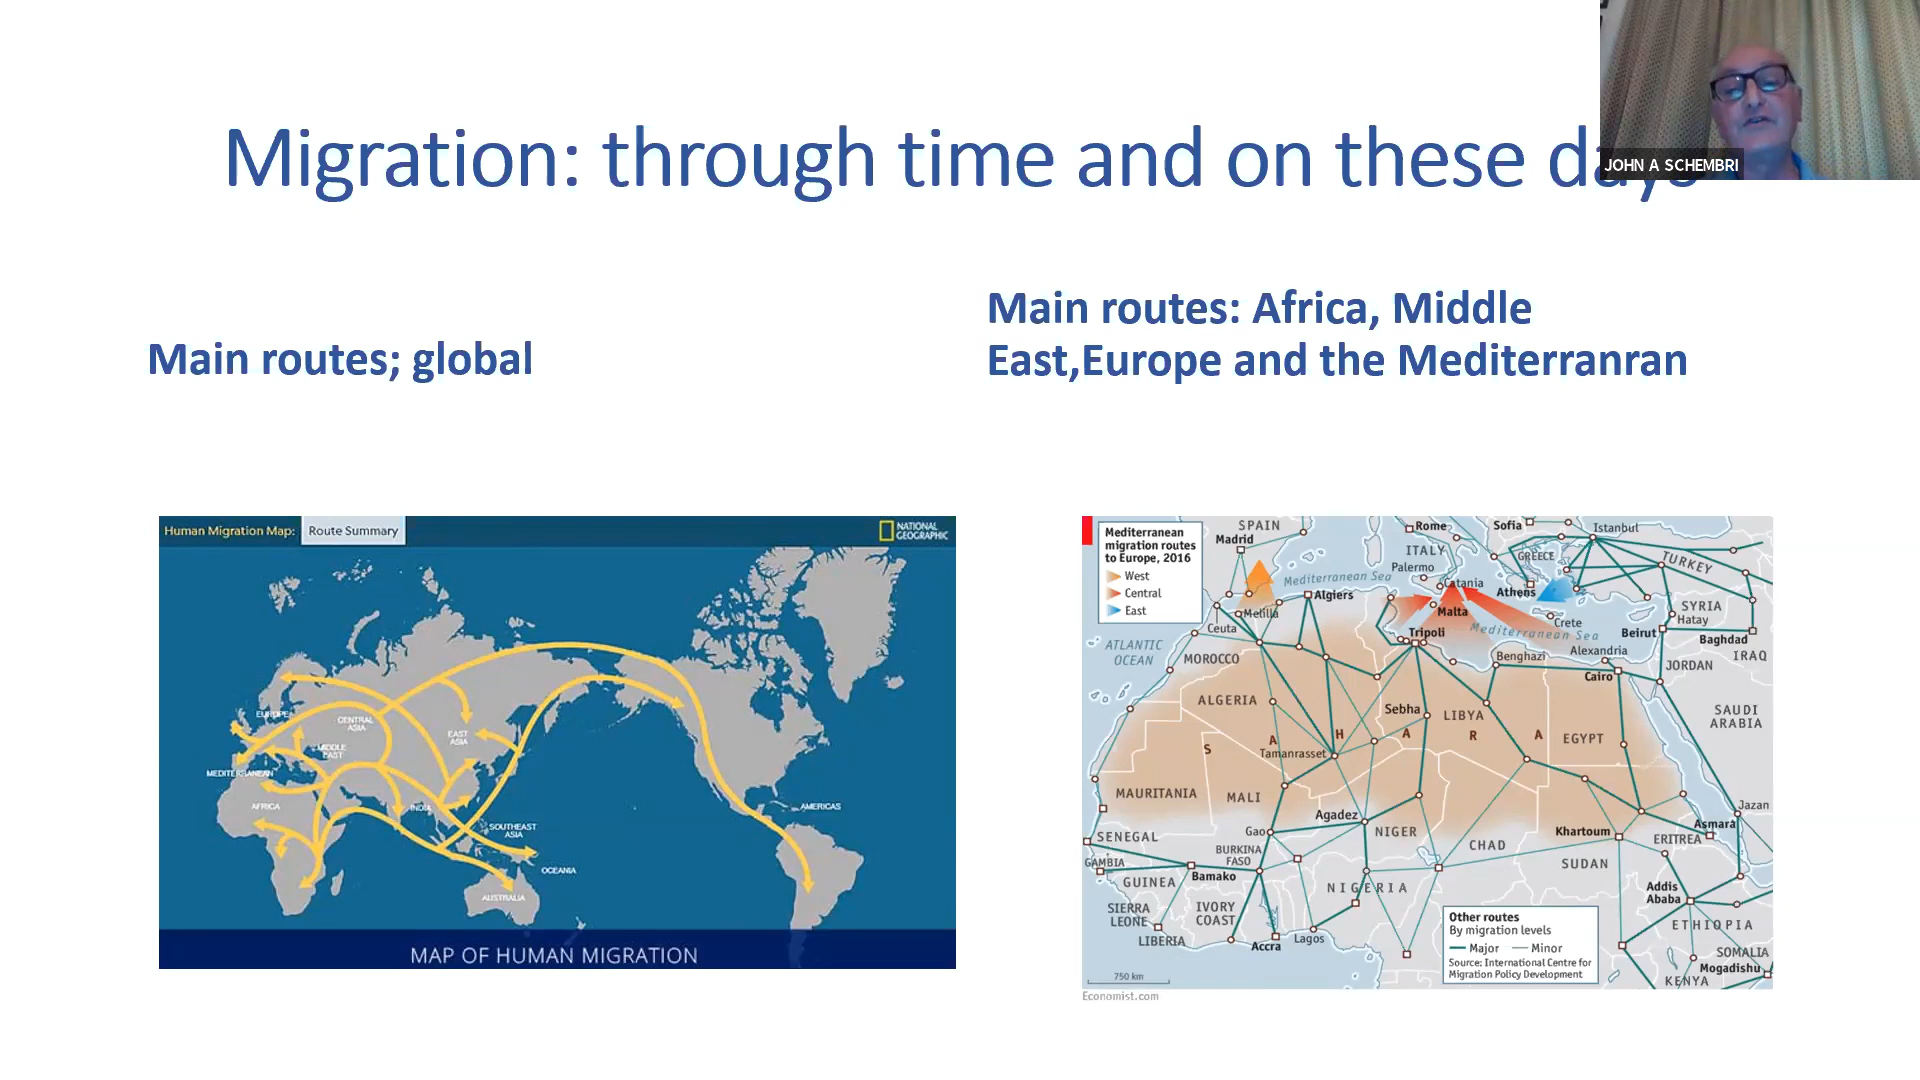 Migration: through time and on these days
JOHN A SCHEMBRI
Main routes; global
Main routes: Africa, Middle
East,Europe and the Mediterranran
Human Migration Map:
Route Summary
NATIONAL
GEOGRAPHIC
EUROPE
CENTRAL
ASIA
EAST
ASIA
MIDDLE
EAST
MEDITERRANEAN
AFRICA
INDIA
AMERICAS
SOUTHEAST
ASIA
OCEANIA
AUSTRALIA
MAP OF HUMAN MIGRATION
Mediterranean
migration routes
to Europe, 2016
West
Central
East
SPAIN
Madrid
Rome
Sofia
Istanbul
ITALY
GREECE
TURKEY
Palermo
Mediterranean Sea
Catania
Athens
Algiers
Melilla
Malta
SYRIA
Hatay
Ceuta
Crete
Tripoli
Mediterranean Sea
Beirut
Baghdad
ATLANTIC
OCEAN
MOROCCO
Benghazi
Alexandria
IRAQ
JORDAN
Cairo
ALGERIA
Sebha
LIBYA
SAUDI
ARABIA
S A H A R A
EGYPT
Tamanrasset
MAURITANIA
MALI
Jazan
Agadez
Asmara
SENEGAL
Gao
NIGER
Khartoum
ERITREA
CHAD
GAMBIA
BURKINA
FASO
SUDAN
Bamako
GUINEA
NIGERIA
Addis
Ababa
SIERRA
LEONE
IVORY
COAST
ETHIOPIA
LIBERIA
Accra
Lagos
SOMALIA
Mogadishu
KENYA
Other routes
By migration levels
Major
Minor
Source: International Centre for
Migration Policy Development
750 km
Economist.com